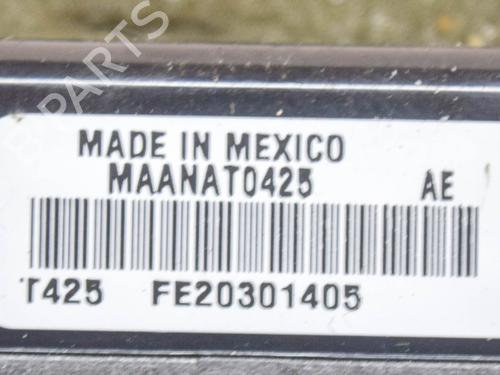 B-PARTS
MADE IN MEXICO
MAANAT0425 AE
T425 FE20301405